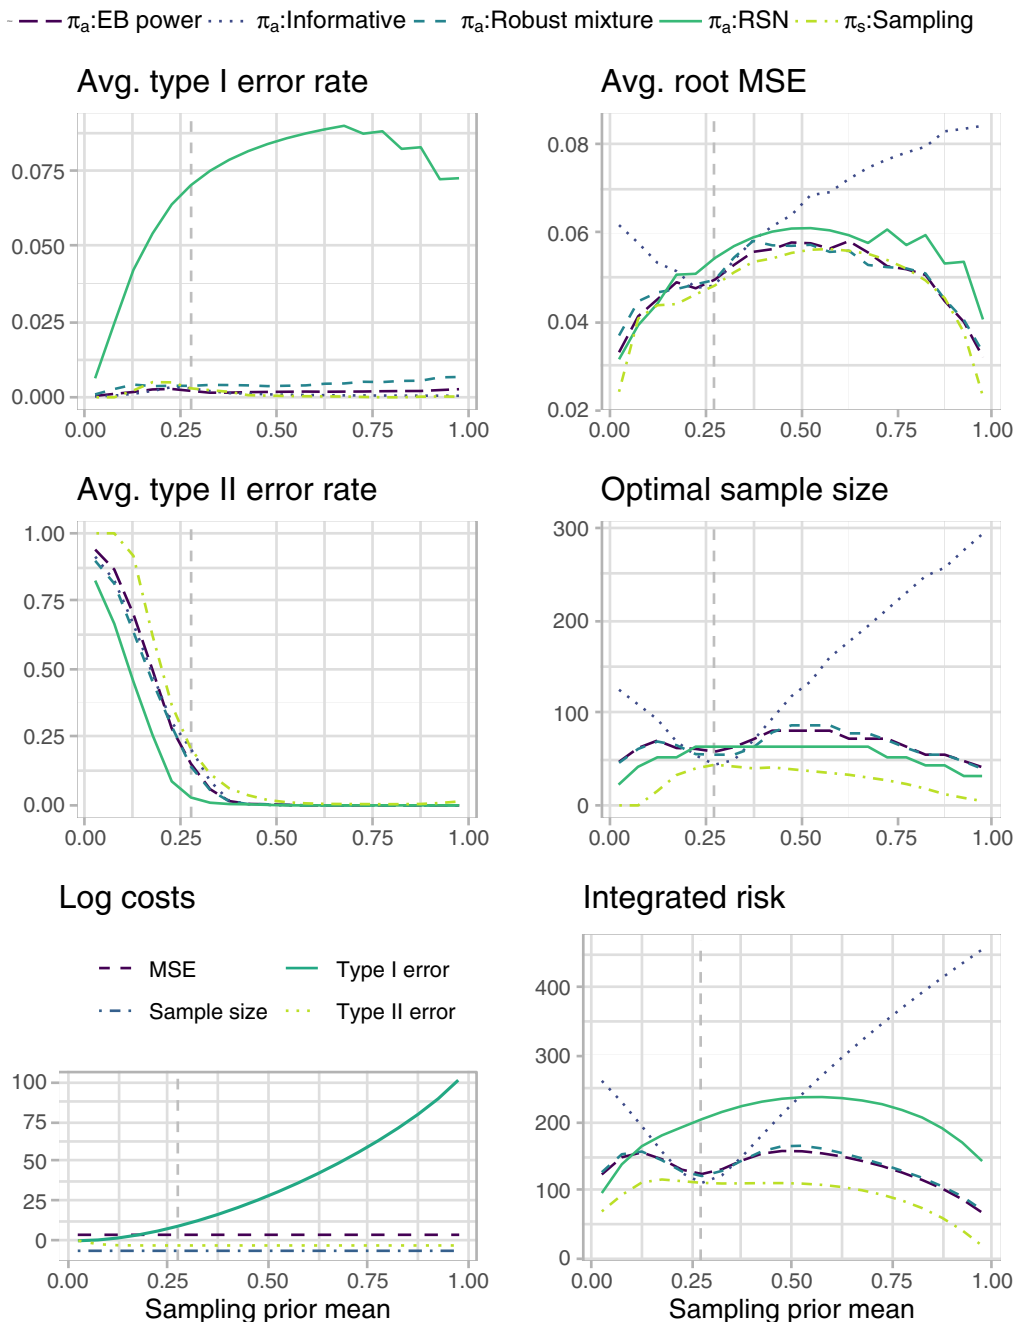 πa:EB power πa:Informative πa:Robust mixture πa:RSN πs:Sampling
Avg. type I error rate
0.075
0.050
0.025
0.000
0.00 0.25 0.50 0.75 1.00
Avg. root MSE
0.08
0.06
0.04
0.02
0.00 0.25 0.50 0.75 1.00
Avg. type II error rate
1.00
0.75
0.50
0.25
0.00
0.00 0.25 0.50 0.75 1.00
Optimal sample size
300
200
100
0
0.00 0.25 0.50 0.75 1.00
Log costs
MSE Type I error
Sample size Type II error
100
75
50
25
0
0.00 0.25 0.50 0.75 1.00
Sampling prior mean
Integrated risk
400
300
200
100
0
0.00 0.25 0.50 0.75 1.00
Sampling prior mean